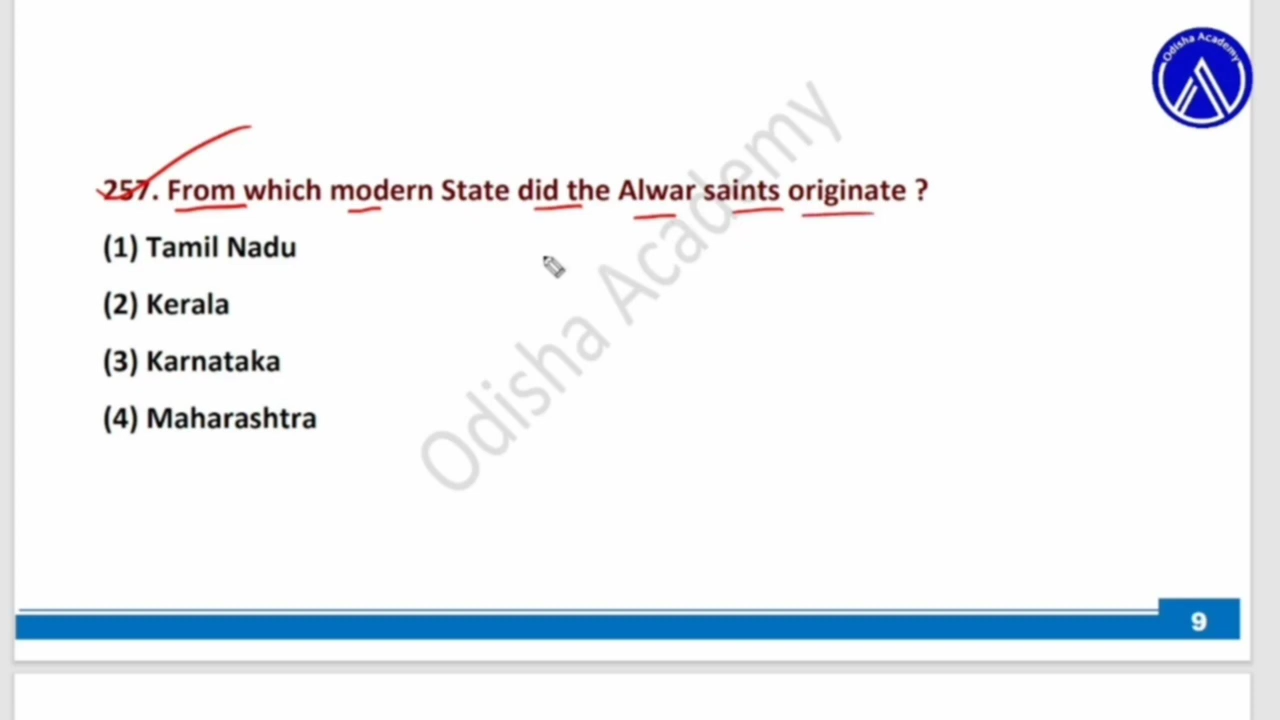 Odisha Academy
257. From which modern State did the Alwar saints originate ?
(1) Tamil Nadu
(2) Kerala
(3) Karnataka
(4) Maharashtra
Odisha Academy
9